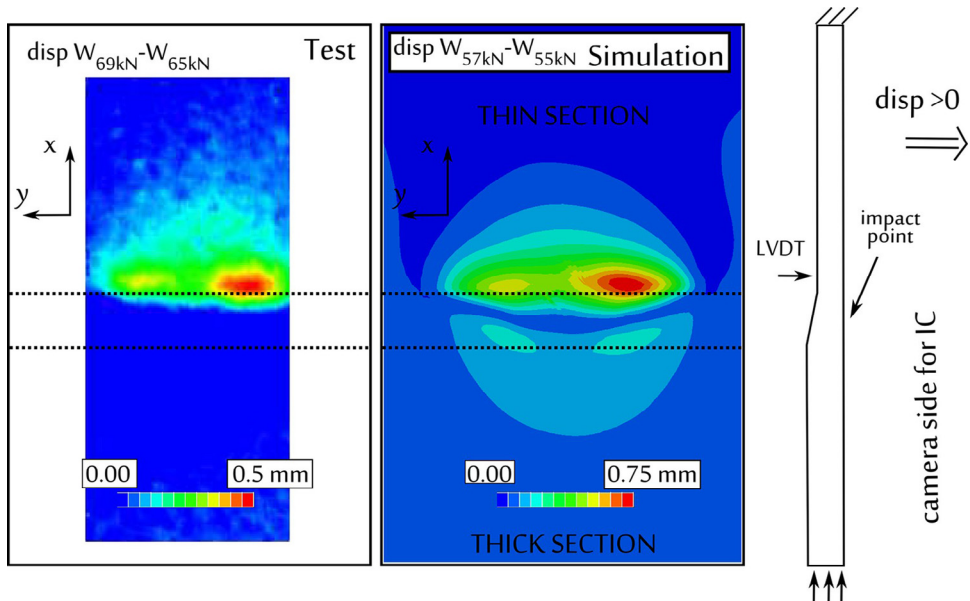 disp W69kN-W65kN
Test
x
y
0.00
0.5 mm
disp W57kN-W55kN Simulation
THIN SECTION
x
y
0.00
0.75 mm
THICK SECTION
disp >0
impact
point
LVDT
camera side for IC